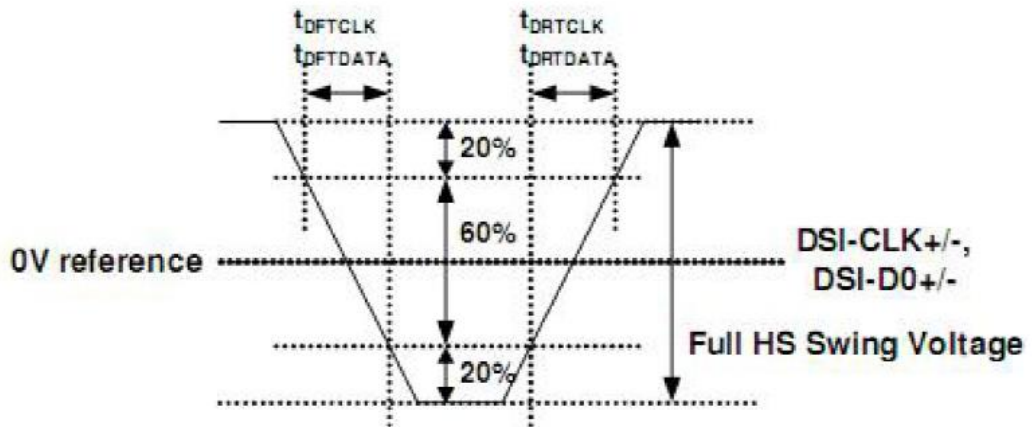 tDFTCLK
tDFTDATA
tDRTCLK
tDRTDATA
20%
60%
0V reference
DSI-CLK+/-,
DSI-D0+/-
Full HS Swing Voltage
20%